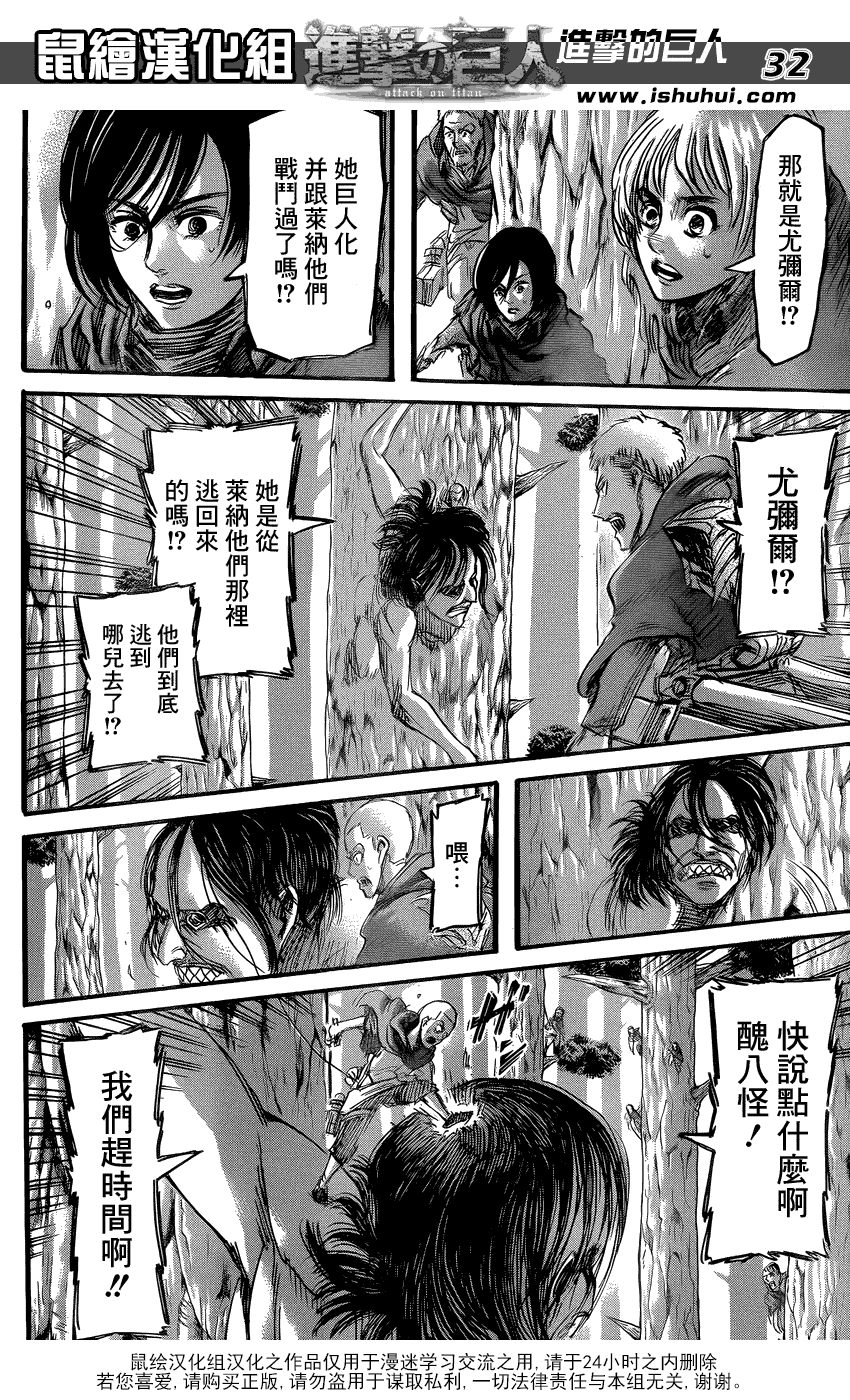 鼠繪漢化組
進撃の巨人
attack on titan
進擊的巨人
32
www.ishuhui.com
那就是尤彌爾!?
她巨人化
并跟萊納他們
戰鬥過了嗎!?
尤彌爾!?
她是從
萊納他們那裡
逃回來
的嗎!?
他們到底
逃到
哪兒去了!?
喂…
快說點什麼啊
醜八怪！
我們趕時間啊!!
鼠绘汉化组汉化之作品仅用于漫迷学习交流之用, 请于24小时之内删除
若您喜爱, 请购买正版, 请勿用于谋取私利, 一切法律责任与本组无关, 谢谢。